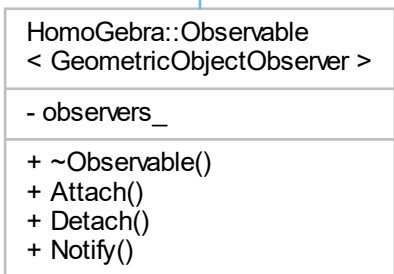 HomoGebra::Observable
< GeometricObjectObserver >
- observers_
+ ~Observable()
+ Attach()
+ Detach()
+ Notify()